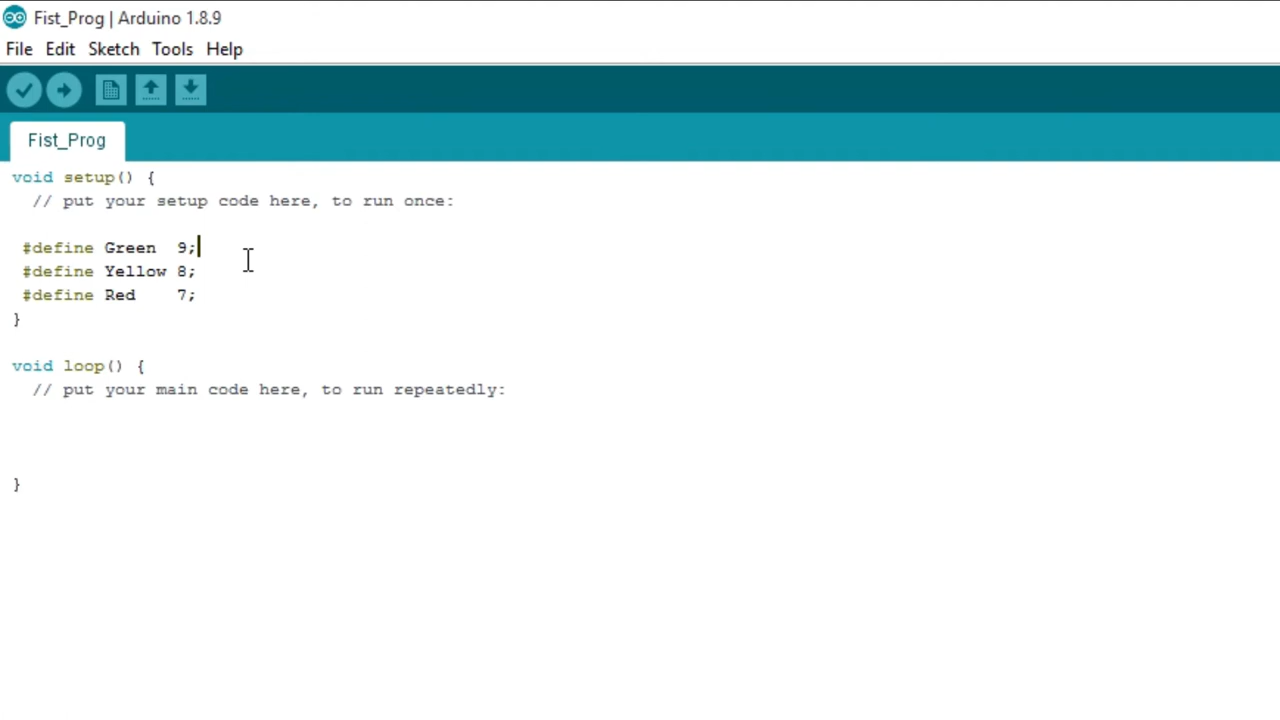 Fist_Prog | Arduino 1.8.9
File Edit Sketch Tools Help
Fist_Prog
void setup() {
  // put your setup code here, to run once:
 #define Green  9;
 #define Yellow 8;
 #define Red    7;
}
void loop() {
  // put your main code here, to run repeatedly:
}